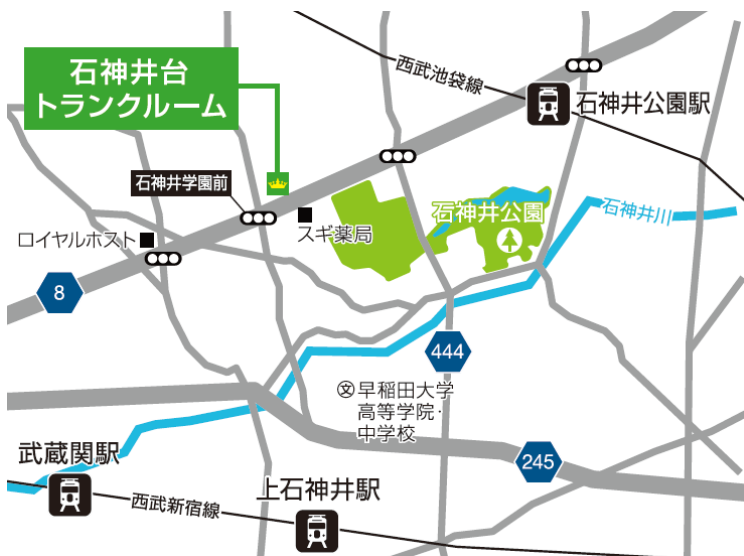 石神井台
トランクルーム
西武池袋線
石神井公園駅
石神井学園前
石神井公園
石神井川
スギ薬局
ロイヤルホスト
8
444
早稲田大学
高等学院・
中学校
文
245
武蔵関駅
上石神井駅
西武新宿線